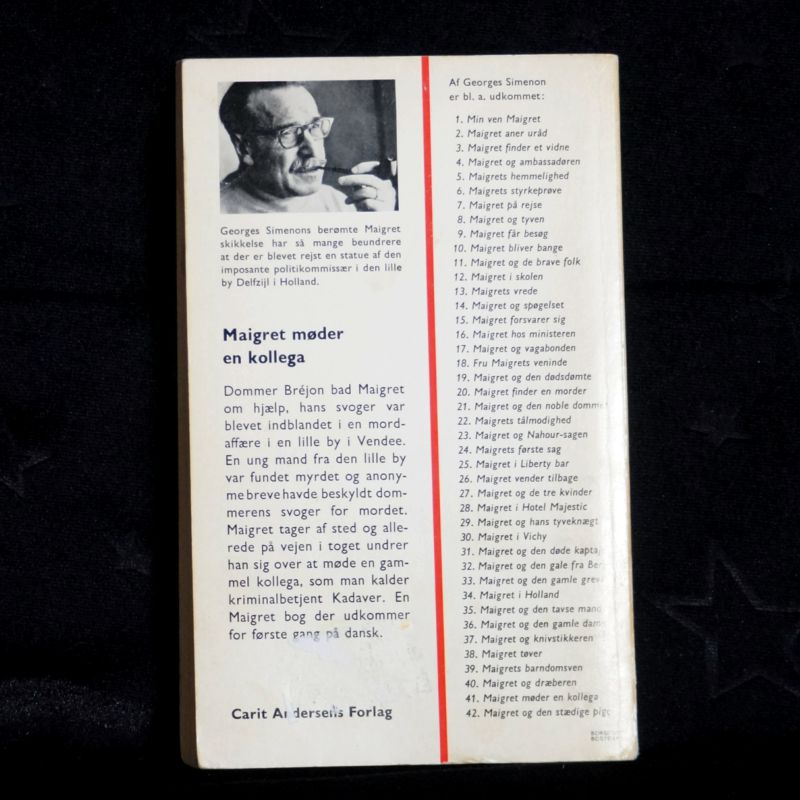 Georges Simenons berømte Maigret
skikkelse har så mange beundrere
at der er blevet rejst en statue af den
imposante politikommissær i den lille
by Delfzijl i Holland.
Maigret møder
en kollega
Dommer Bréjon bad Maigret
om hjælp, hans svoger var
blevet indblandet i en mord-
affære i en lille by i Vendee.
En ung mand fra den lille by
var fundet myrdet og anony-
me breve havde beskyldt dom-
merens svoger for mordet.
Maigret tager af sted og alle-
rede på vejen i toget undrer
han sig over at møde en gam-
mel kollega, som man kalder
kriminalbetjent Kadaver. En
Maigret bog der udkommer
for første gang på dansk.
Carit Andersens Forlag
Af Georges Simenon
er bl. a. udkommet:
1. Min ven Maigret
2. Maigret aner uråd
3. Maigret finder et vidne
4. Maigret og ambassadøren
5. Maigrets hemmelighed
6. Maigrets styrkeprøve
7. Maigret på rejse
8. Maigret og tyven
9. Maigret får besøg
10. Maigret bliver bange
11. Maigret og de brave folk
12. Maigret i skolen
13. Maigrets vrede
14. Maigret og spøgelset
15. Maigret forsvarer sig
16. Maigret hos ministeren
17. Maigret og vagabonden
18. Fru Maigrets veninde
19. Maigret og den dødsdømte
20. Maigret finder en morder
21. Maigret og den noble
22. Maigrets tålmodighed
23. Maigret og Nahour-sagen
24. Maigrets første sag
25. Maigret i Liberty bar
26. Maigret vender tilbage
27. Maigret og de tre kvinder
28. Maigret i Hotel Majestic
29. Maigret og hans tyveknægt
30. Maigret i Vichy
31. Maigret og den døde
32. Maigret og den gale fra
33. Maigret og den gamle
34. Maigret i Holland
35. Maigret og den tavse mand
36. Maigret og den gamle
37. Maigret og knivstikkeren
38. Maigret tøver
39. Maigrets barndomsven
40. Maigret og dræberen
41. Maigret møder en kollega
42. Maigret og den stædige